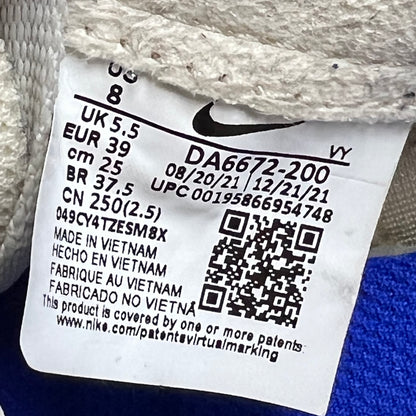 US
8
UK 5.5
EUR 39
cm 25
BR 37.5
CN 250(2.5)
049CY4TZESM8X
VY
DA6672-200
08/20/21 12/21/21
UPC 00195866954748
MADE IN VIETNAM
HECHO EN VIETNAM
FABRIQUE AU VIETNAM
FABRICADO NO VIETNA
This product is covered by one or more patents:
www.nike.com/patentsvirtualmarking